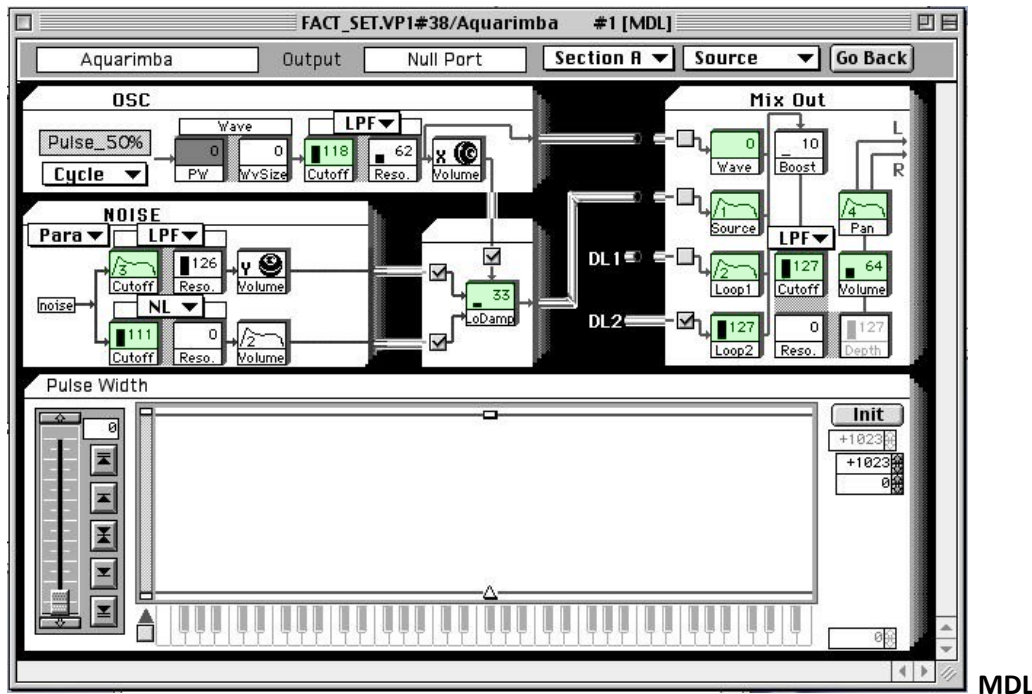 FACT_SET.VP1#38/Aquarimba #1 [MDL]
Aquarimba Output Null Port Section A Source Go Back
OSC
Pulse_50%
Cycle
Wave
0 PW
0 WvSize
LPF
118 Cutoff
62 Reso.
X Volume
NOISE
Para
noise
LPF
3 Cutoff
126 Reso.
Y Volume
NL
111 Cutoff
0 Reso.
2 Volume
33 LoDamp
DL1
DL2
Mix Out
0 Wave
10 Boost
L
R
1 Source
4 Pan
LPF
2 Loop1
127 Cutoff
64 Volume
127 Loop2
0 Reso.
127 Depth
Pulse Width
0
Init
+1023
+1023
0
0
MDL